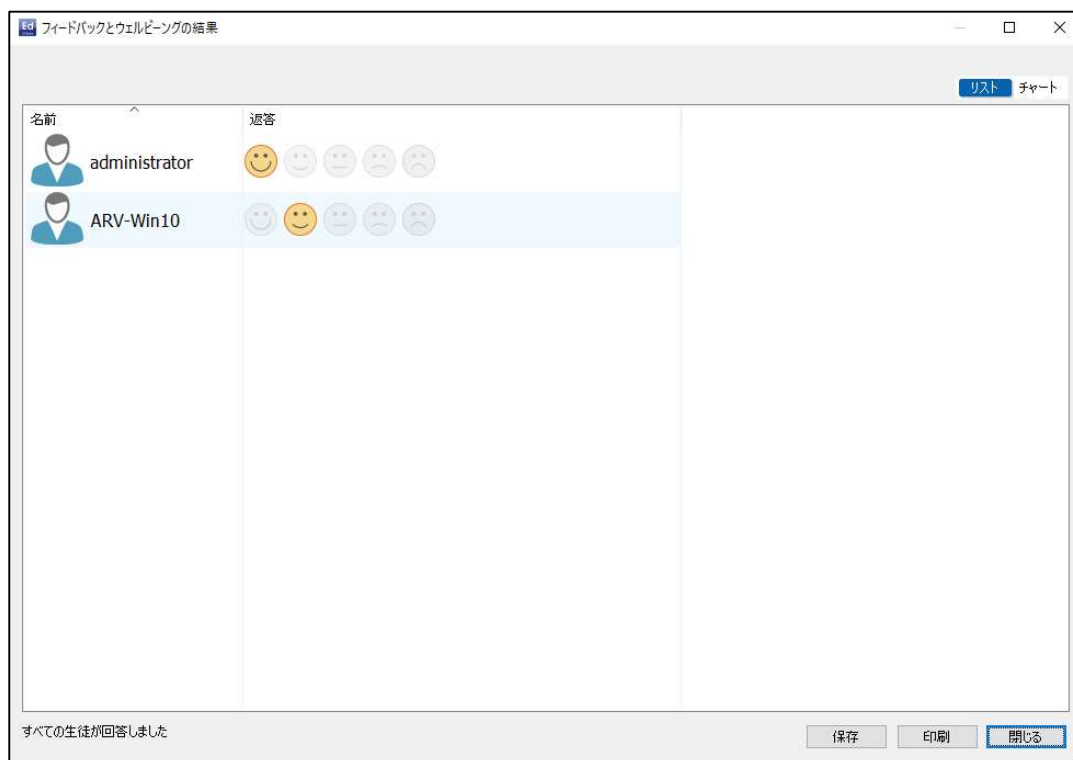 Ed フィードバックとウェルビーングの結果
リスト チャート
名前 返答
administrator
ARV-Win10
すべての生徒が回答しました
保存 印刷 閉じる